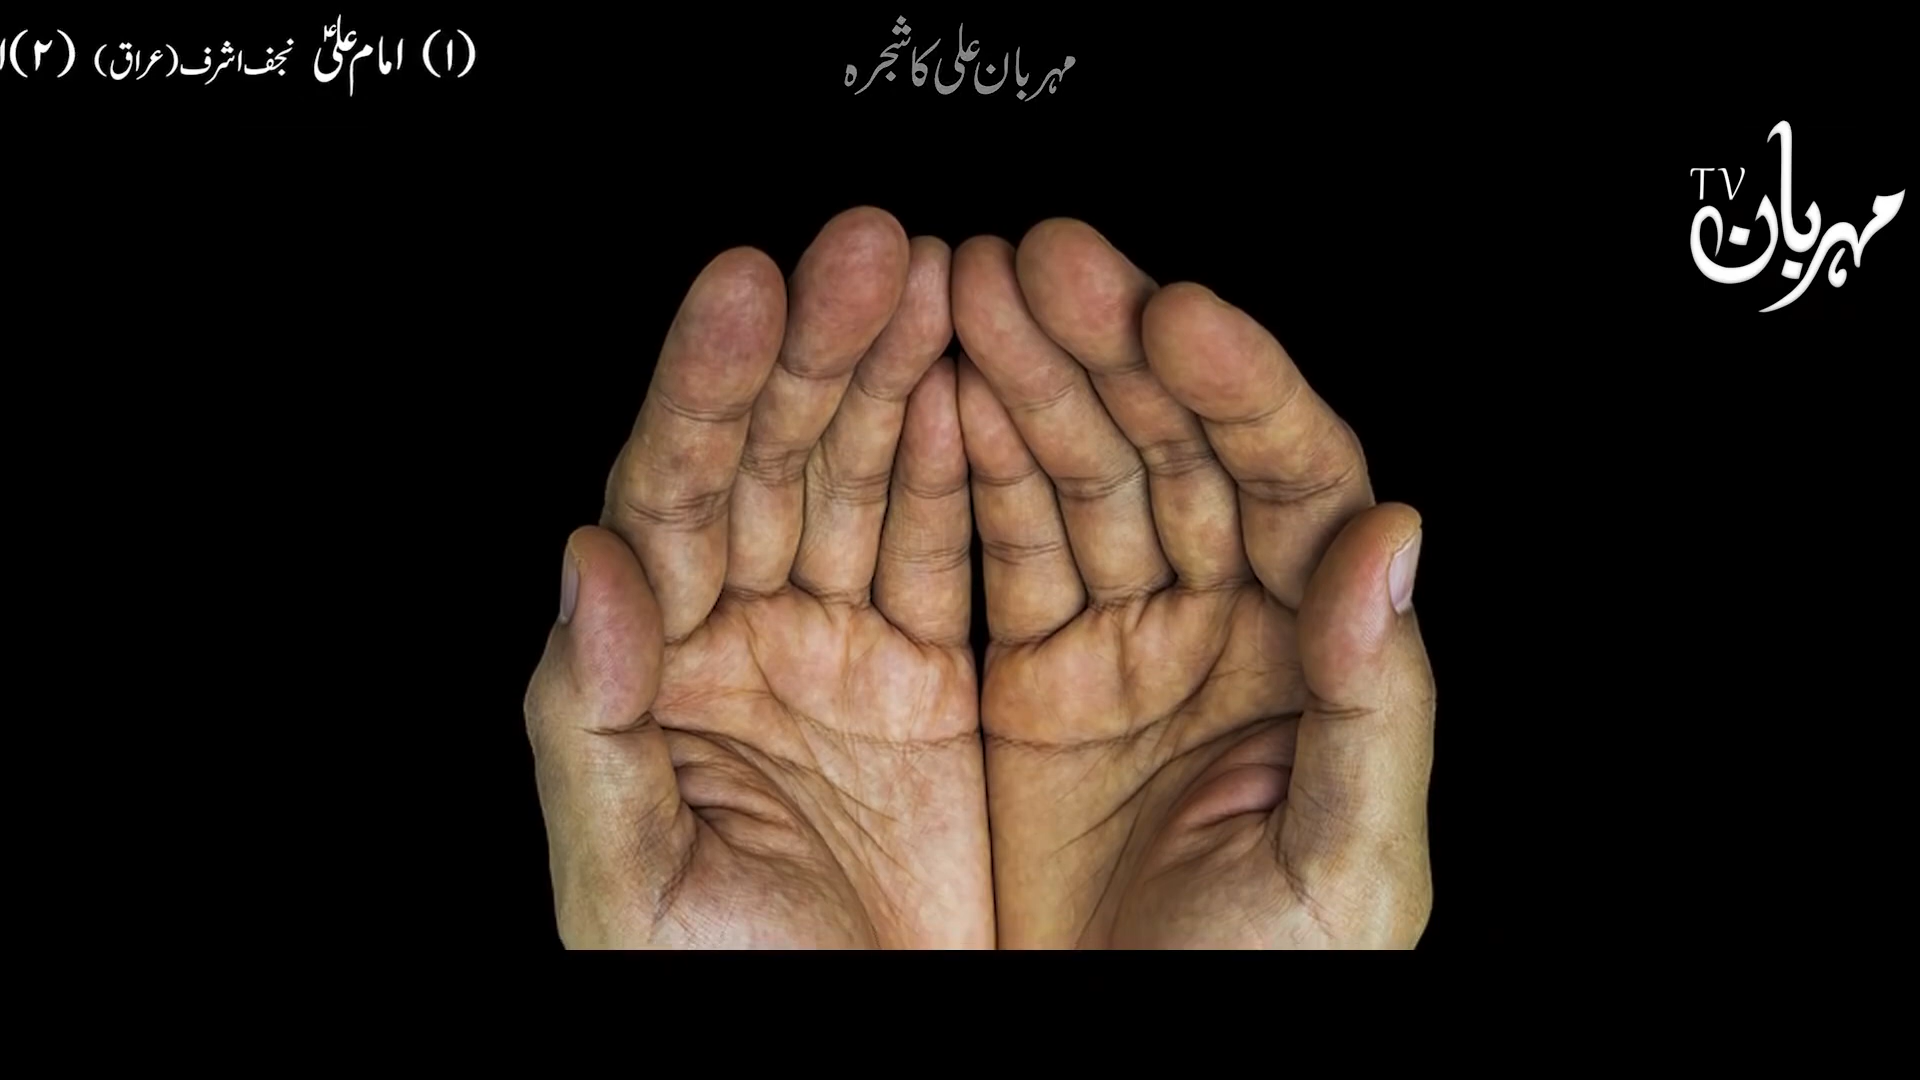 مہربان علی کا شجرہ
(۱) امام علیؑ نجف اشرف (عراق) (۲)
TV
مہربان